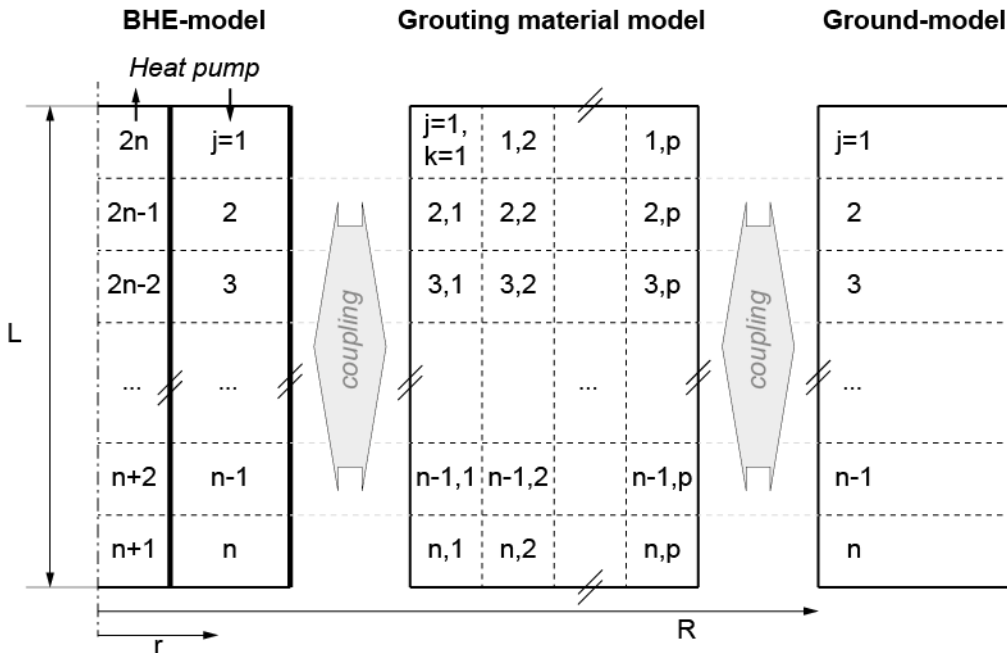 BHE-model Grouting material model Ground-model
Heat pump
2n j=1 j=1, 1,2 1,p j=1
k=1
2n-1 2 2,1 2,2 2,p 2
2n-2 3 3,1 3,2 3,p 3
L coupling coupling
... ... ... ...
n+2 n-1 n-1,1 n-1,2 n-1,p n-1
n+1 n n,1 n,2 n,p n
R
r